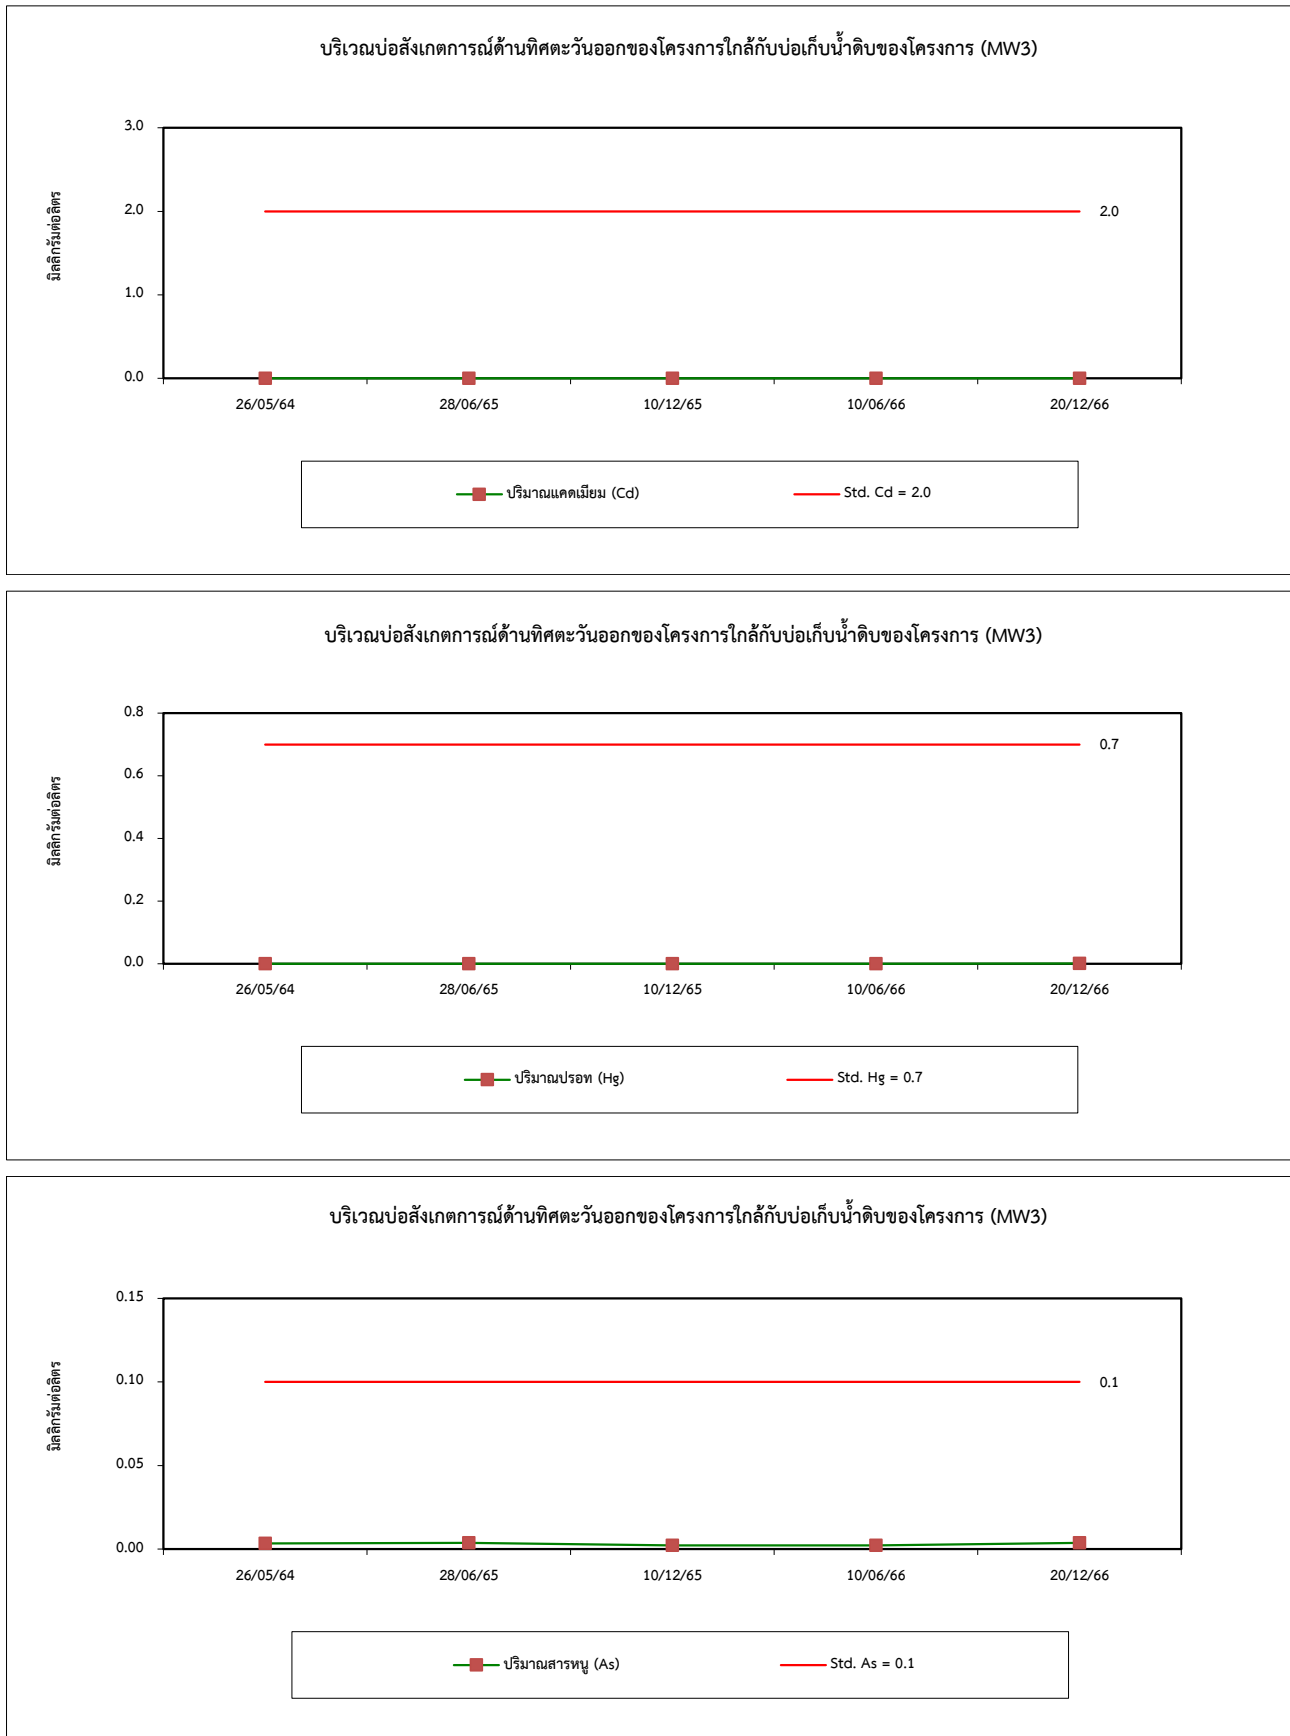 บริเวณบ่อสังเกตการณ์ด้านทิศตะวันออกของโครงการใกล้กับบ่อเก็บน้ำดิบของโครงการ (MW3)
มิลลิกรัมต่อลิตร
3.0
2.0
1.0
0.0
2.0
26/05/64 28/06/65 10/12/65 10/06/66 20/12/66
ปริมาณแคดเมียม (Cd) Std. Cd = 2.0
บริเวณบ่อสังเกตการณ์ด้านทิศตะวันออกของโครงการใกล้กับบ่อเก็บน้ำดิบของโครงการ (MW3)
มิลลิกรัมต่อลิตร
0.8
0.6
0.4
0.2
0.0
0.7
26/05/64 28/06/65 10/12/65 10/06/66 20/12/66
ปริมาณปรอท (Hg) Std. Hg = 0.7
บริเวณบ่อสังเกตการณ์ด้านทิศตะวันออกของโครงการใกล้กับบ่อเก็บน้ำดิบของโครงการ (MW3)
มิลลิกรัมต่อลิตร
0.15
0.10
0.05
0.00
0.1
26/05/64 28/06/65 10/12/65 10/06/66 20/12/66
ปริมาณสารหนู (As) Std. As = 0.1